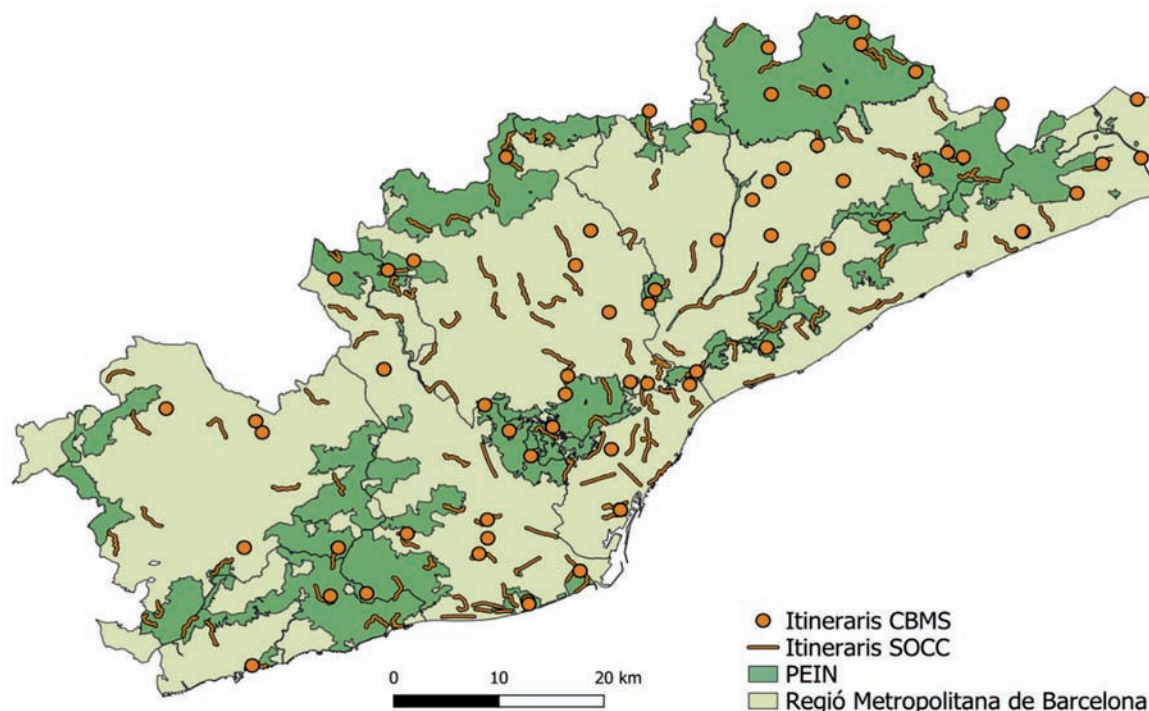 Itineraris CBMS
Itineraris SOCC
PEIN
Regió Metropolitana de Barcelona
0 10 20 km